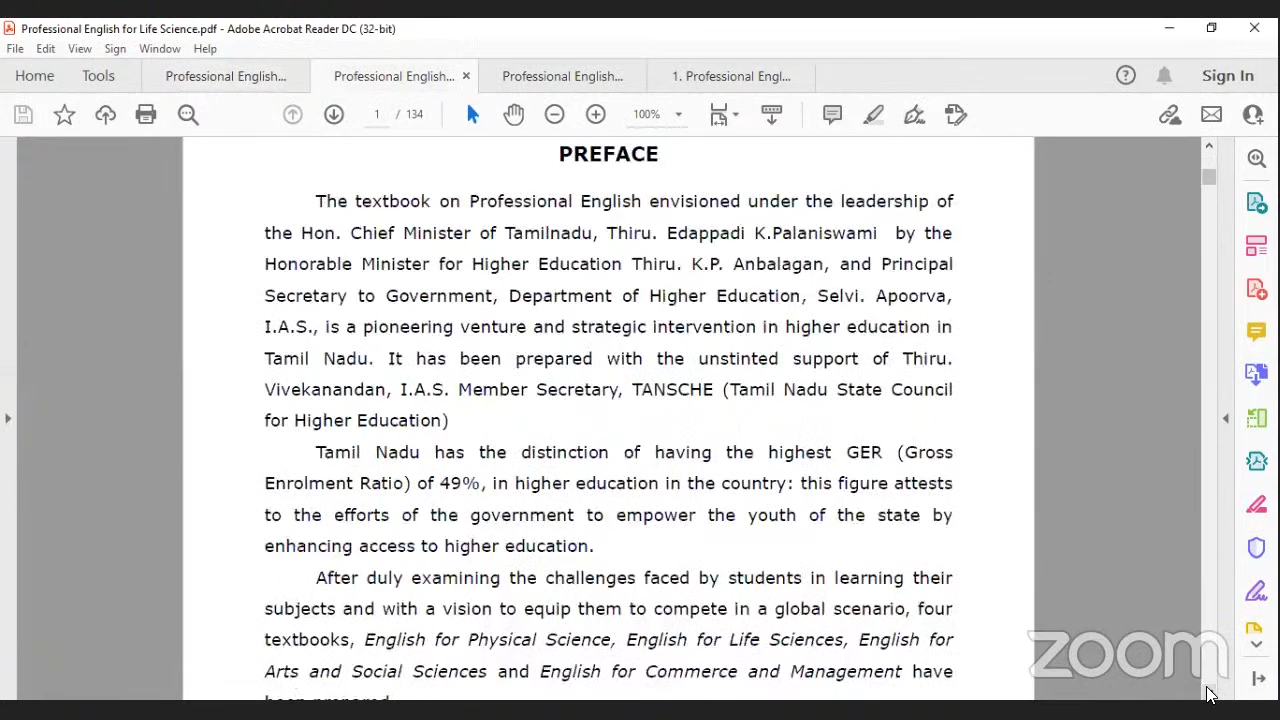 Professional English for Life Science.pdf - Adobe Acrobat Reader DC (32-bit)
File Edit View Sign Window Help
Home Tools Professional English... Professional English... × Professional English... 1. Professional Engl... Sign In
1 / 134 100%
PREFACE
The textbook on Professional English envisioned under the leadership of
the Hon. Chief Minister of Tamilnadu, Thiru. Edappadi K.Palaniswami by the
Honorable Minister for Higher Education Thiru. K.P. Anbalagan, and Principal
Secretary to Government, Department of Higher Education, Selvi. Apoorva,
I.A.S., is a pioneering venture and strategic intervention in higher education in
Tamil Nadu. It has been prepared with the unstinted support of Thiru.
Vivekanandan, I.A.S. Member Secretary, TANSCHE (Tamil Nadu State Council
for Higher Education)
Tamil Nadu has the distinction of having the highest GER (Gross
Enrolment Ratio) of 49%, in higher education in the country: this figure attests
to the efforts of the government to empower the youth of the state by
enhancing access to higher education.
After duly examining the challenges faced by students in learning their
subjects and with a vision to equip them to compete in a global scenario, four
textbooks, English for Physical Science, English for Life Sciences, English for
Arts and Social Sciences and English for Commerce and Management have
been prepared
zoom